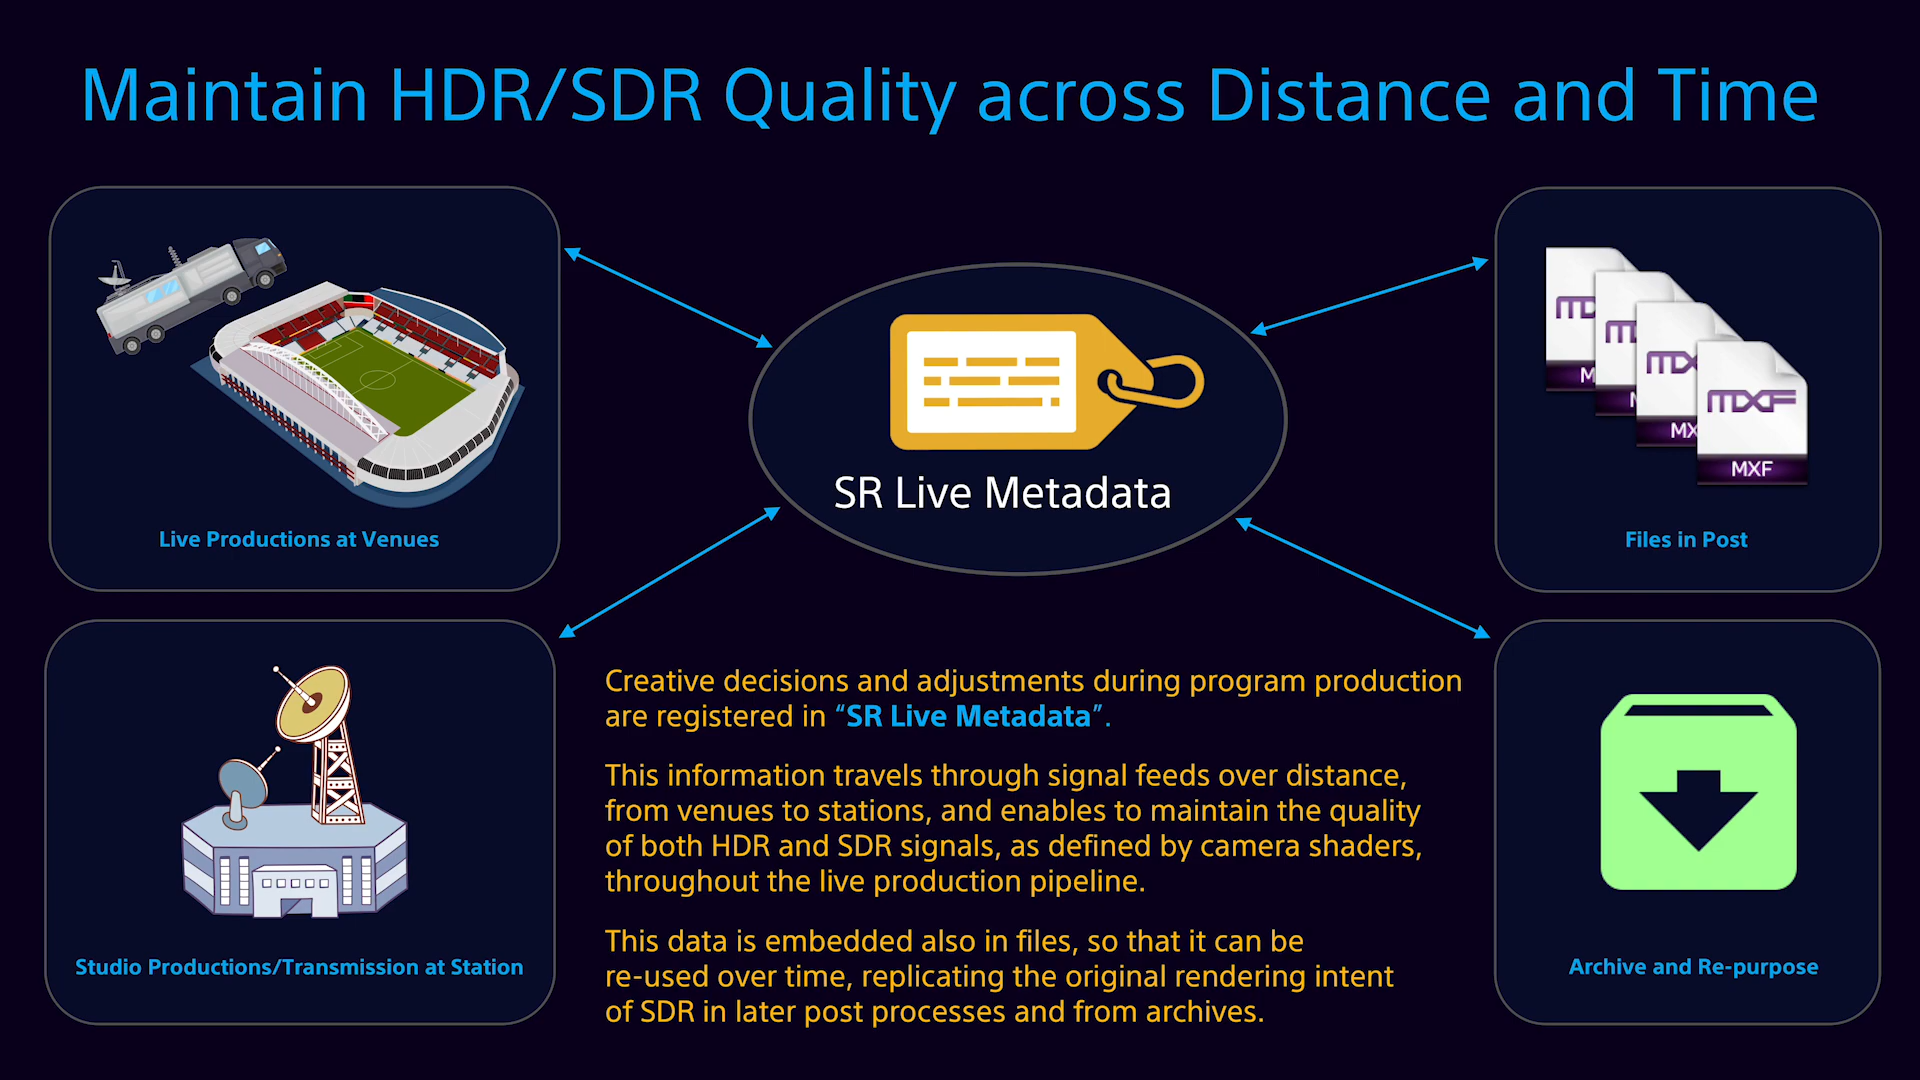 Maintain HDR/SDR Quality across Distance and Time
Live Productions at Venues
SR Live Metadata
MXF
MXF
Files in Post
Studio Productions/Transmission at Station
Creative decisions and adjustments during program production
are registered in “SR Live Metadata”.
This information travels through signal feeds over distance,
from venues to stations, and enables to maintain the quality
of both HDR and SDR signals, as defined by camera shaders,
throughout the live production pipeline.
This data is embedded also in files, so that it can be
re-used over time, replicating the original rendering intent
of SDR in later post processes and from archives.
Archive and Re-purpose